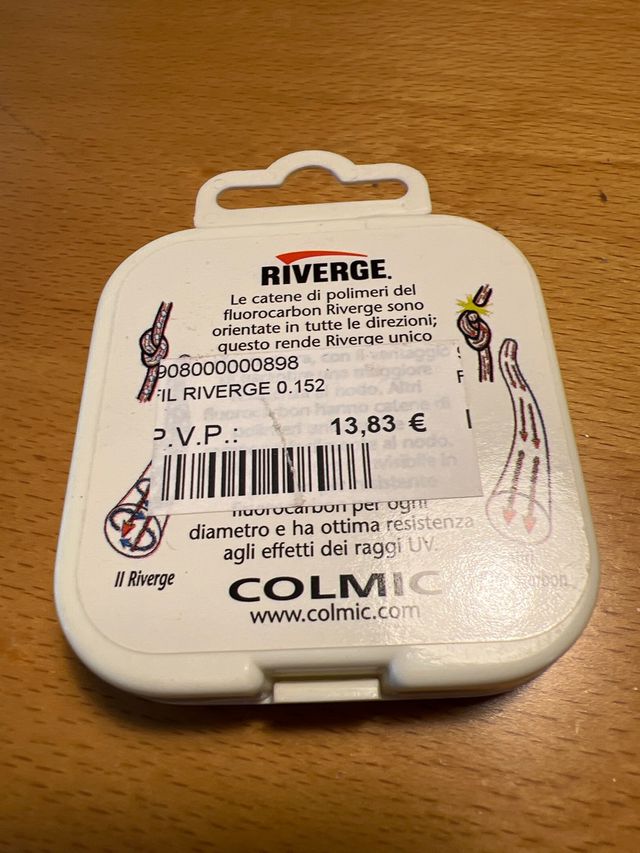 RIVERGE.
Le catene di polimeri del
fluorocarbon Riverge sono
orientate in tutte le direzioni;
questo rende Riverge unico
908000000898
FIL RIVERGE 0.152
P.V.P.: 13,83 €
fluorocarbon per ogni
diametro e ha ottima resistenza
agli effetti dei raggi UV.
Il Riverge
COLMIC
www.colmic.com